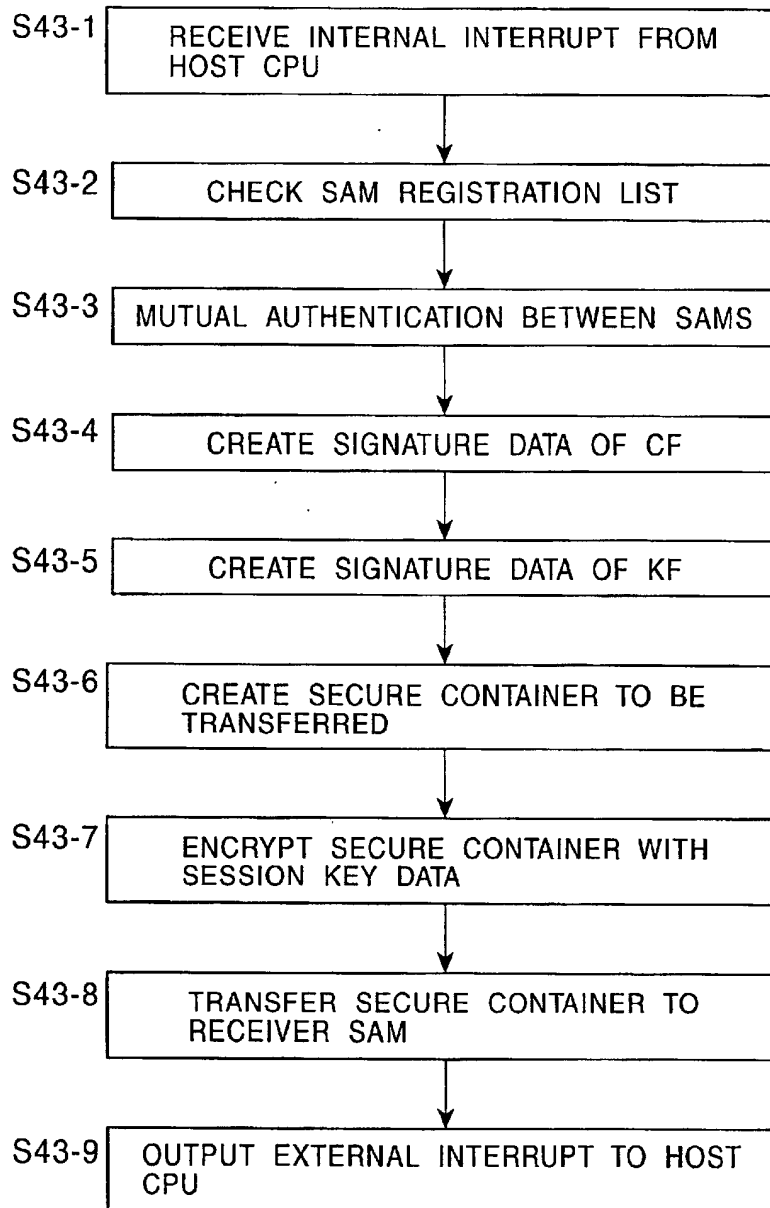 S43-1
RECEIVE INTERNAL INTERRUPT FROM
HOST CPU
S43-2
CHECK SAM REGISTRATION LIST
S43-3
MUTUAL AUTHENTICATION BETWEEN SAMS
S43-4
CREATE SIGNATURE DATA OF CF
S43-5
CREATE SIGNATURE DATA OF KF
S43-6
CREATE SECURE CONTAINER TO BE
TRANSFERRED
S43-7
ENCRYPT SECURE CONTAINER WITH
SESSION KEY DATA
S43-8
TRANSFER SECURE CONTAINER TO
RECEIVER SAM
S43-9
OUTPUT EXTERNAL INTERRUPT TO HOST
CPU